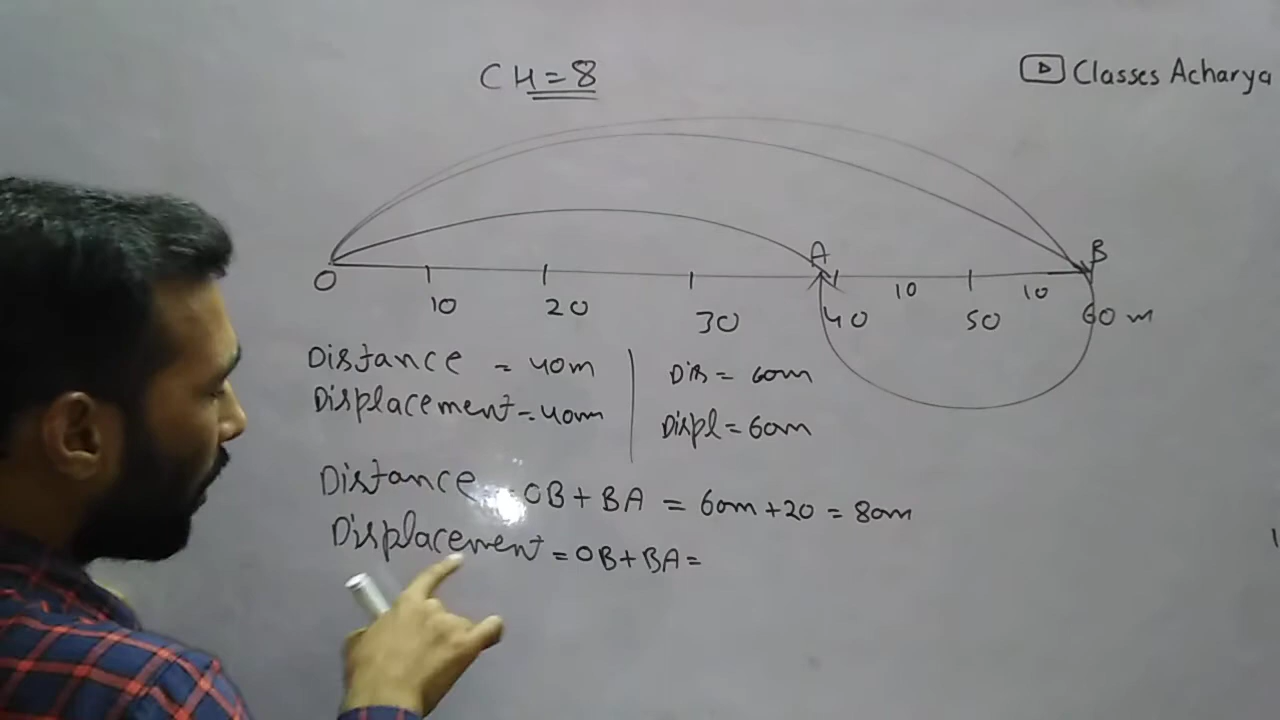 CH=8
Classes Acharya
A
B
O
10
20
30
40
10
50
10
60 m
Distance = 40m
Displacement = 40m
Dis = 60m
Displ = 60m
Distance = OB + BA = 60m + 20 = 80m
Displacement = OB + BA =